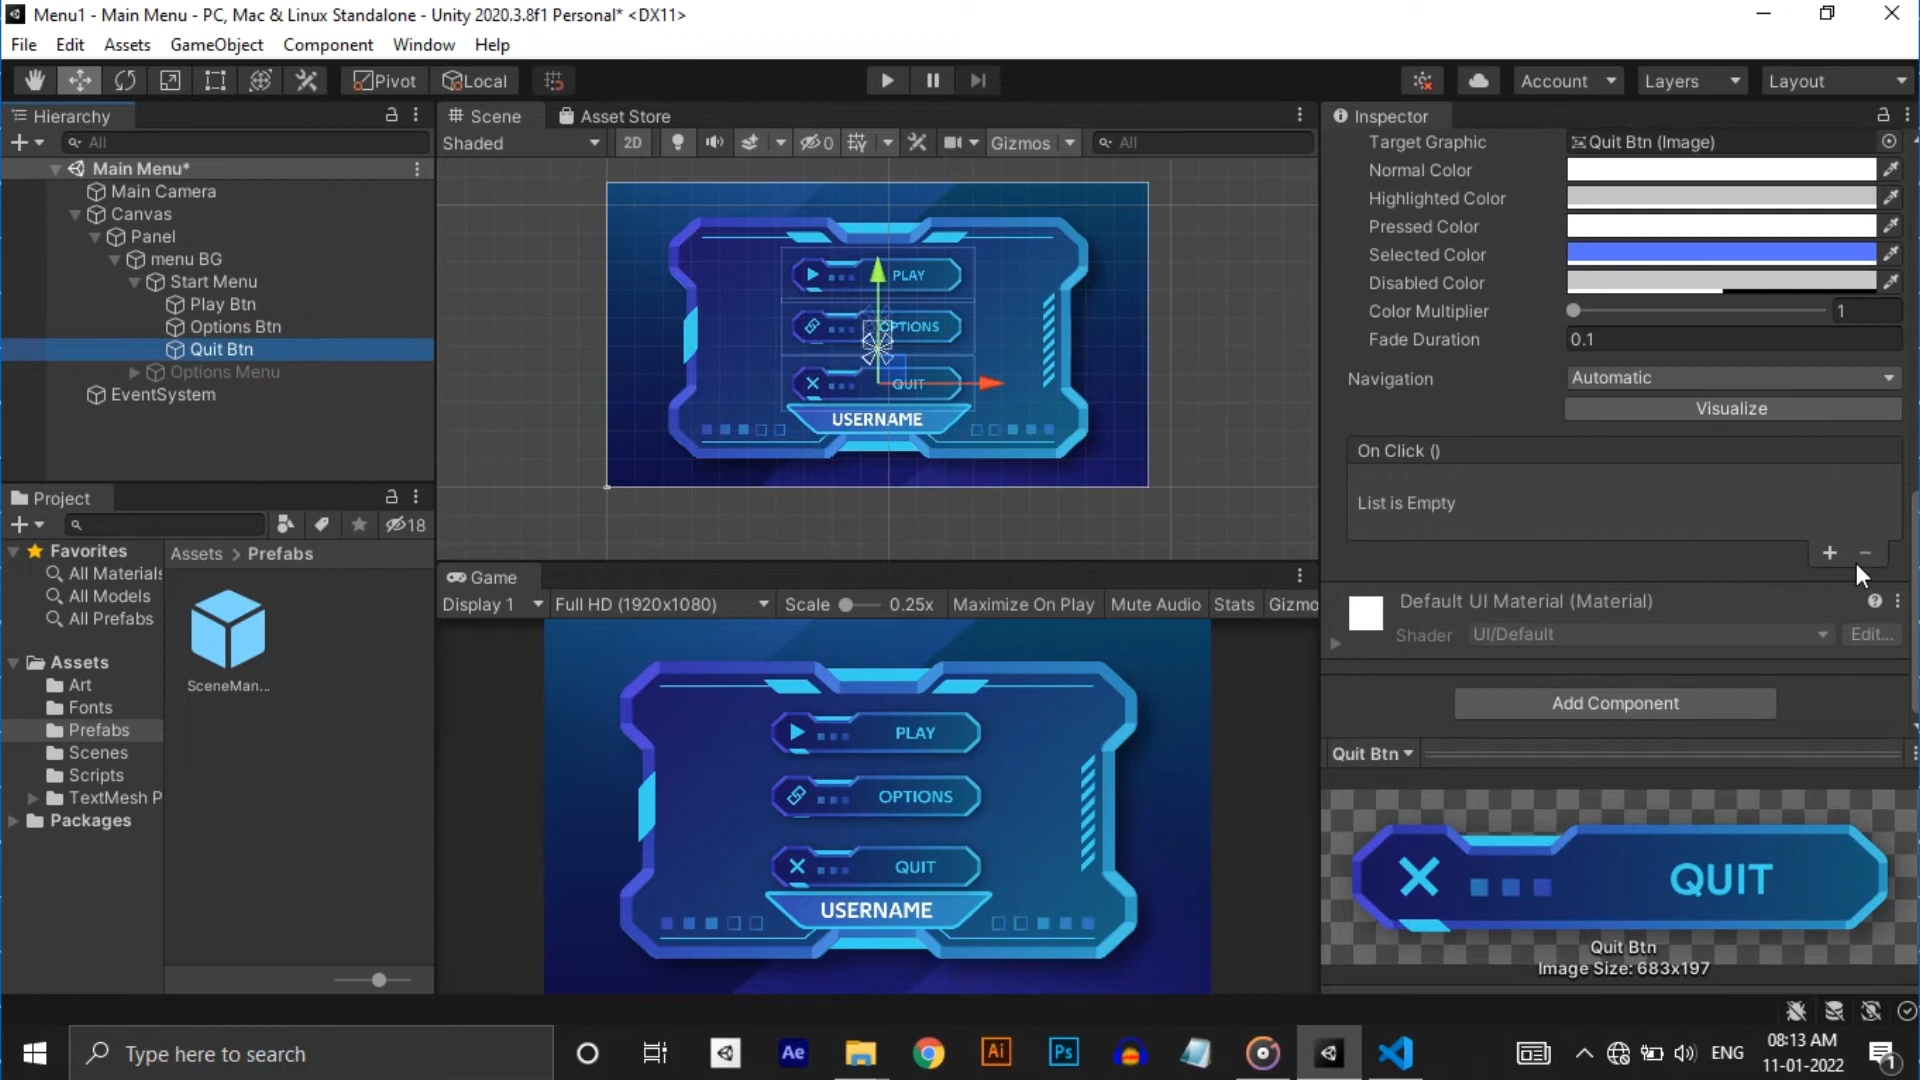 Menu1 - Main Menu - PC, Mac & Linux Standalone - Unity 2020.3.8f1 Personal* <DX11>
File Edit Assets GameObject Component Window Help
Pivot Local Account Layers Layout
Hierarchy
All
Main Menu*
Main Camera
Canvas
Panel
menu BG
Start Menu
Play Btn
Options Btn
Quit Btn
Options Menu
EventSystem
Scene Asset Store
Shaded 2D 0 Gizmos All
PLAY
OPTIONS
QUIT
USERNAME
Project
18
Favorites
All Materials
All Models
All Prefabs
Assets
Art
Fonts
Prefabs
Scenes
Scripts
TextMesh P
Packages
Assets > Prefabs
SceneMan...
Game
Display 1 Full HD (1920x1080) Scale 0.25x Maximize On Play Mute Audio Stats Gizmo
PLAY
OPTIONS
QUIT
USERNAME
Inspector
Target Graphic Quit Btn (Image)
Normal Color
Highlighted Color
Pressed Color
Selected Color
Disabled Color
Color Multiplier 1
Fade Duration 0.1
Navigation Automatic
Visualize
On Click ()
List is Empty
Default UI Material (Material)
Shader UI/Default Edit...
Add Component
Quit Btn
QUIT
Quit Btn
Image Size: 683x197
Type here to search
Ae
Ai
Ps
ENG
08:13 AM
11-01-2022
1